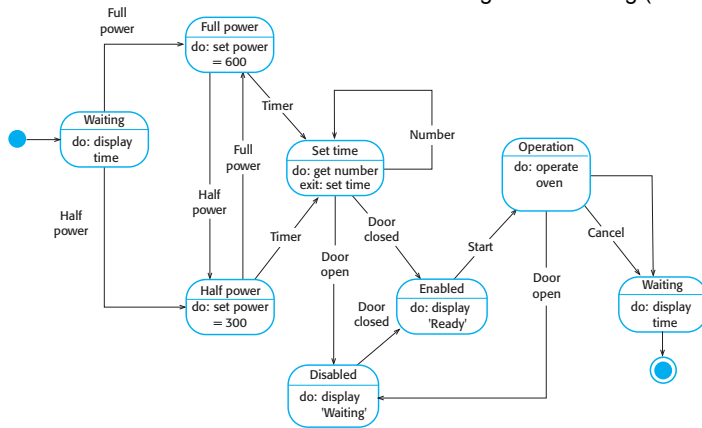 Full
power
Full power
do: set power
= 600
Timer
Waiting
do: display
time
Full
power
Half
power
Half
power
Set time
do: get number
exit: set time
Number
Operation
do: operate
oven
Timer
Door
closed
Start
Cancel
Door
open
Door
open
Half power
do: set power
= 300
Door
closed
Enabled
do: display
'Ready'
Waiting
do: display
time
Disabled
do: display
'Waiting'